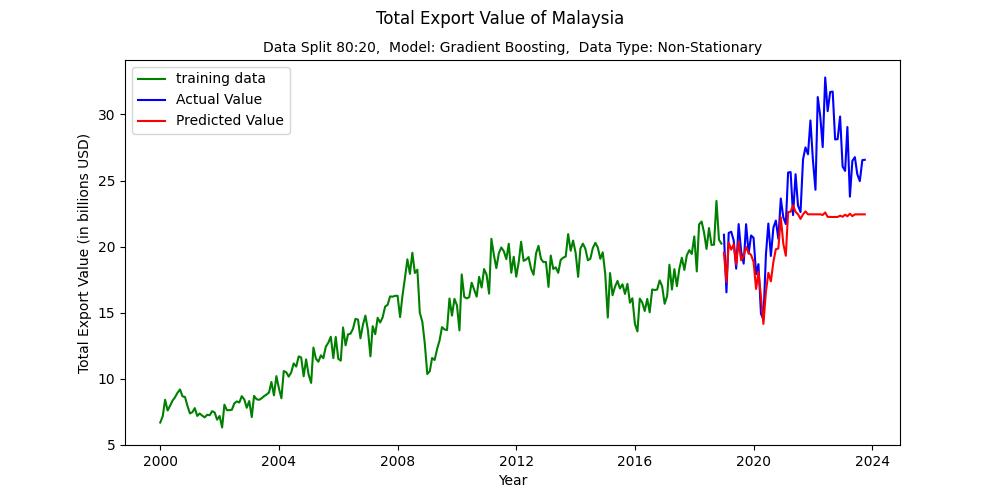 Total Export Value of Malaysia
Data Split 80:20,  Model: Gradient Boosting,  Data Type: Non-Stationary
training data
Actual Value
Predicted Value
Total Export Value (in billions USD)
30
25
20
15
10
5
2000
2004
2008
2012
2016
2020
2024
Year